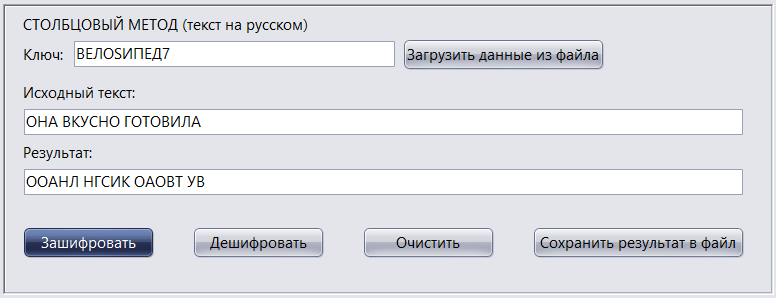 СТОЛБЦОВЫЙ МЕТОД (текст на русском)
Ключ: ВЕЛОSИПЕД7 Загрузить данные из файла
Исходный текст:
ОНА ВКУСНО ГОТОВИЛА
Результат:
ООАНЛ НГСИК ОАОВТ УВ
Зашифровать Дешифровать Очистить Сохранить результат в файл